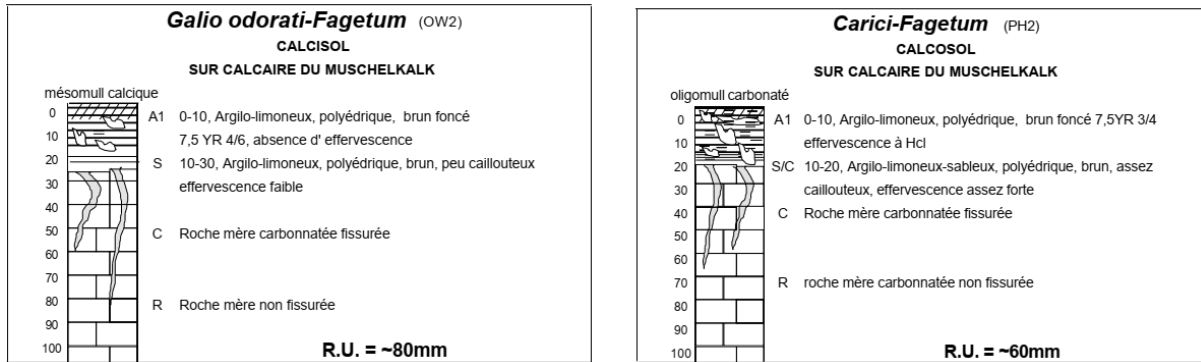 Galio odorati-Fagetum (OW2)
CALCISOL
SUR CALCAIRE DU MUSCHELKALK
mésomull calcique
0
10
20
30
40
50
60
70
80
90
100
A1 0-10, Argilo-limoneux, polyédrique, brun foncé
7,5 YR 4/6, absence d' effervescence
S 10-30, Argilo-limoneux, polyédrique, brun, peu caillouteux
effervescence faible
C Roche mère carbonnatée fissurée
R Roche mère non fissurée
R.U. = ~80mm
Carici-Fagetum (PH2)
CALCOSOL
SUR CALCAIRE DU MUSCHELKALK
oligomull carbonaté
0
10
20
30
40
50
60
70
80
90
100
A1 0-10, Argilo-limoneux, polyédrique, brun foncé 7,5YR 3/4
effervescence à Hcl
S/C 10-20, Argilo-limoneux-sableux, polyédrique, brun, assez
caillouteux, effervescence assez forte
C Roche mère carbonnatée fissurée
R roche mère carbonnatée non fissurée
R.U. = ~60mm